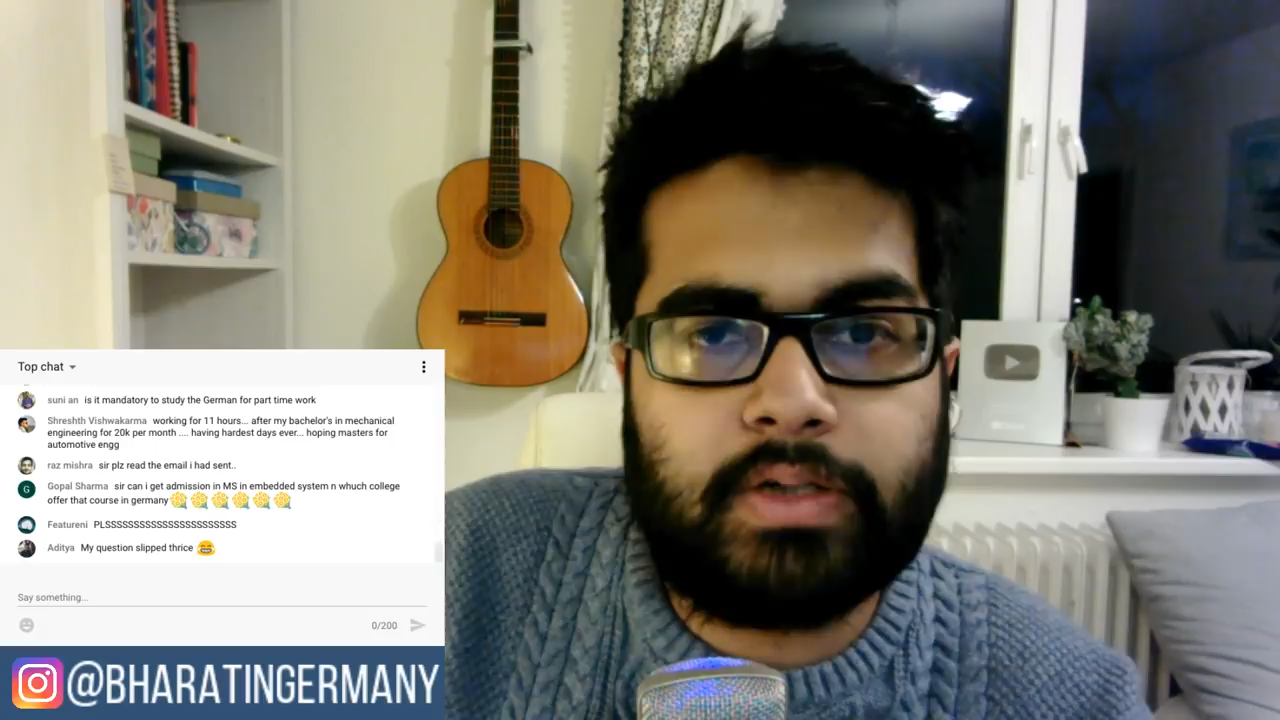 Top chat
suni an is it mandatory to study the German for part time work
Shreshth Vishwakarma working for 11 hours... after my bachelor's in mechanical
engineering for 20k per month .... having hardest days ever... hoping masters for
automotive engg
raz mishra sir plz read the email i had sent..
G Gopal Sharma sir can i get admission in MS in embedded system n whuch college
offer that course in germany
Featureni PLSSSSSSSSSSSSSSSSSSSSSSS
Aditya My question slipped thrice
Say something...
0/200
@BHARATINGERMANY